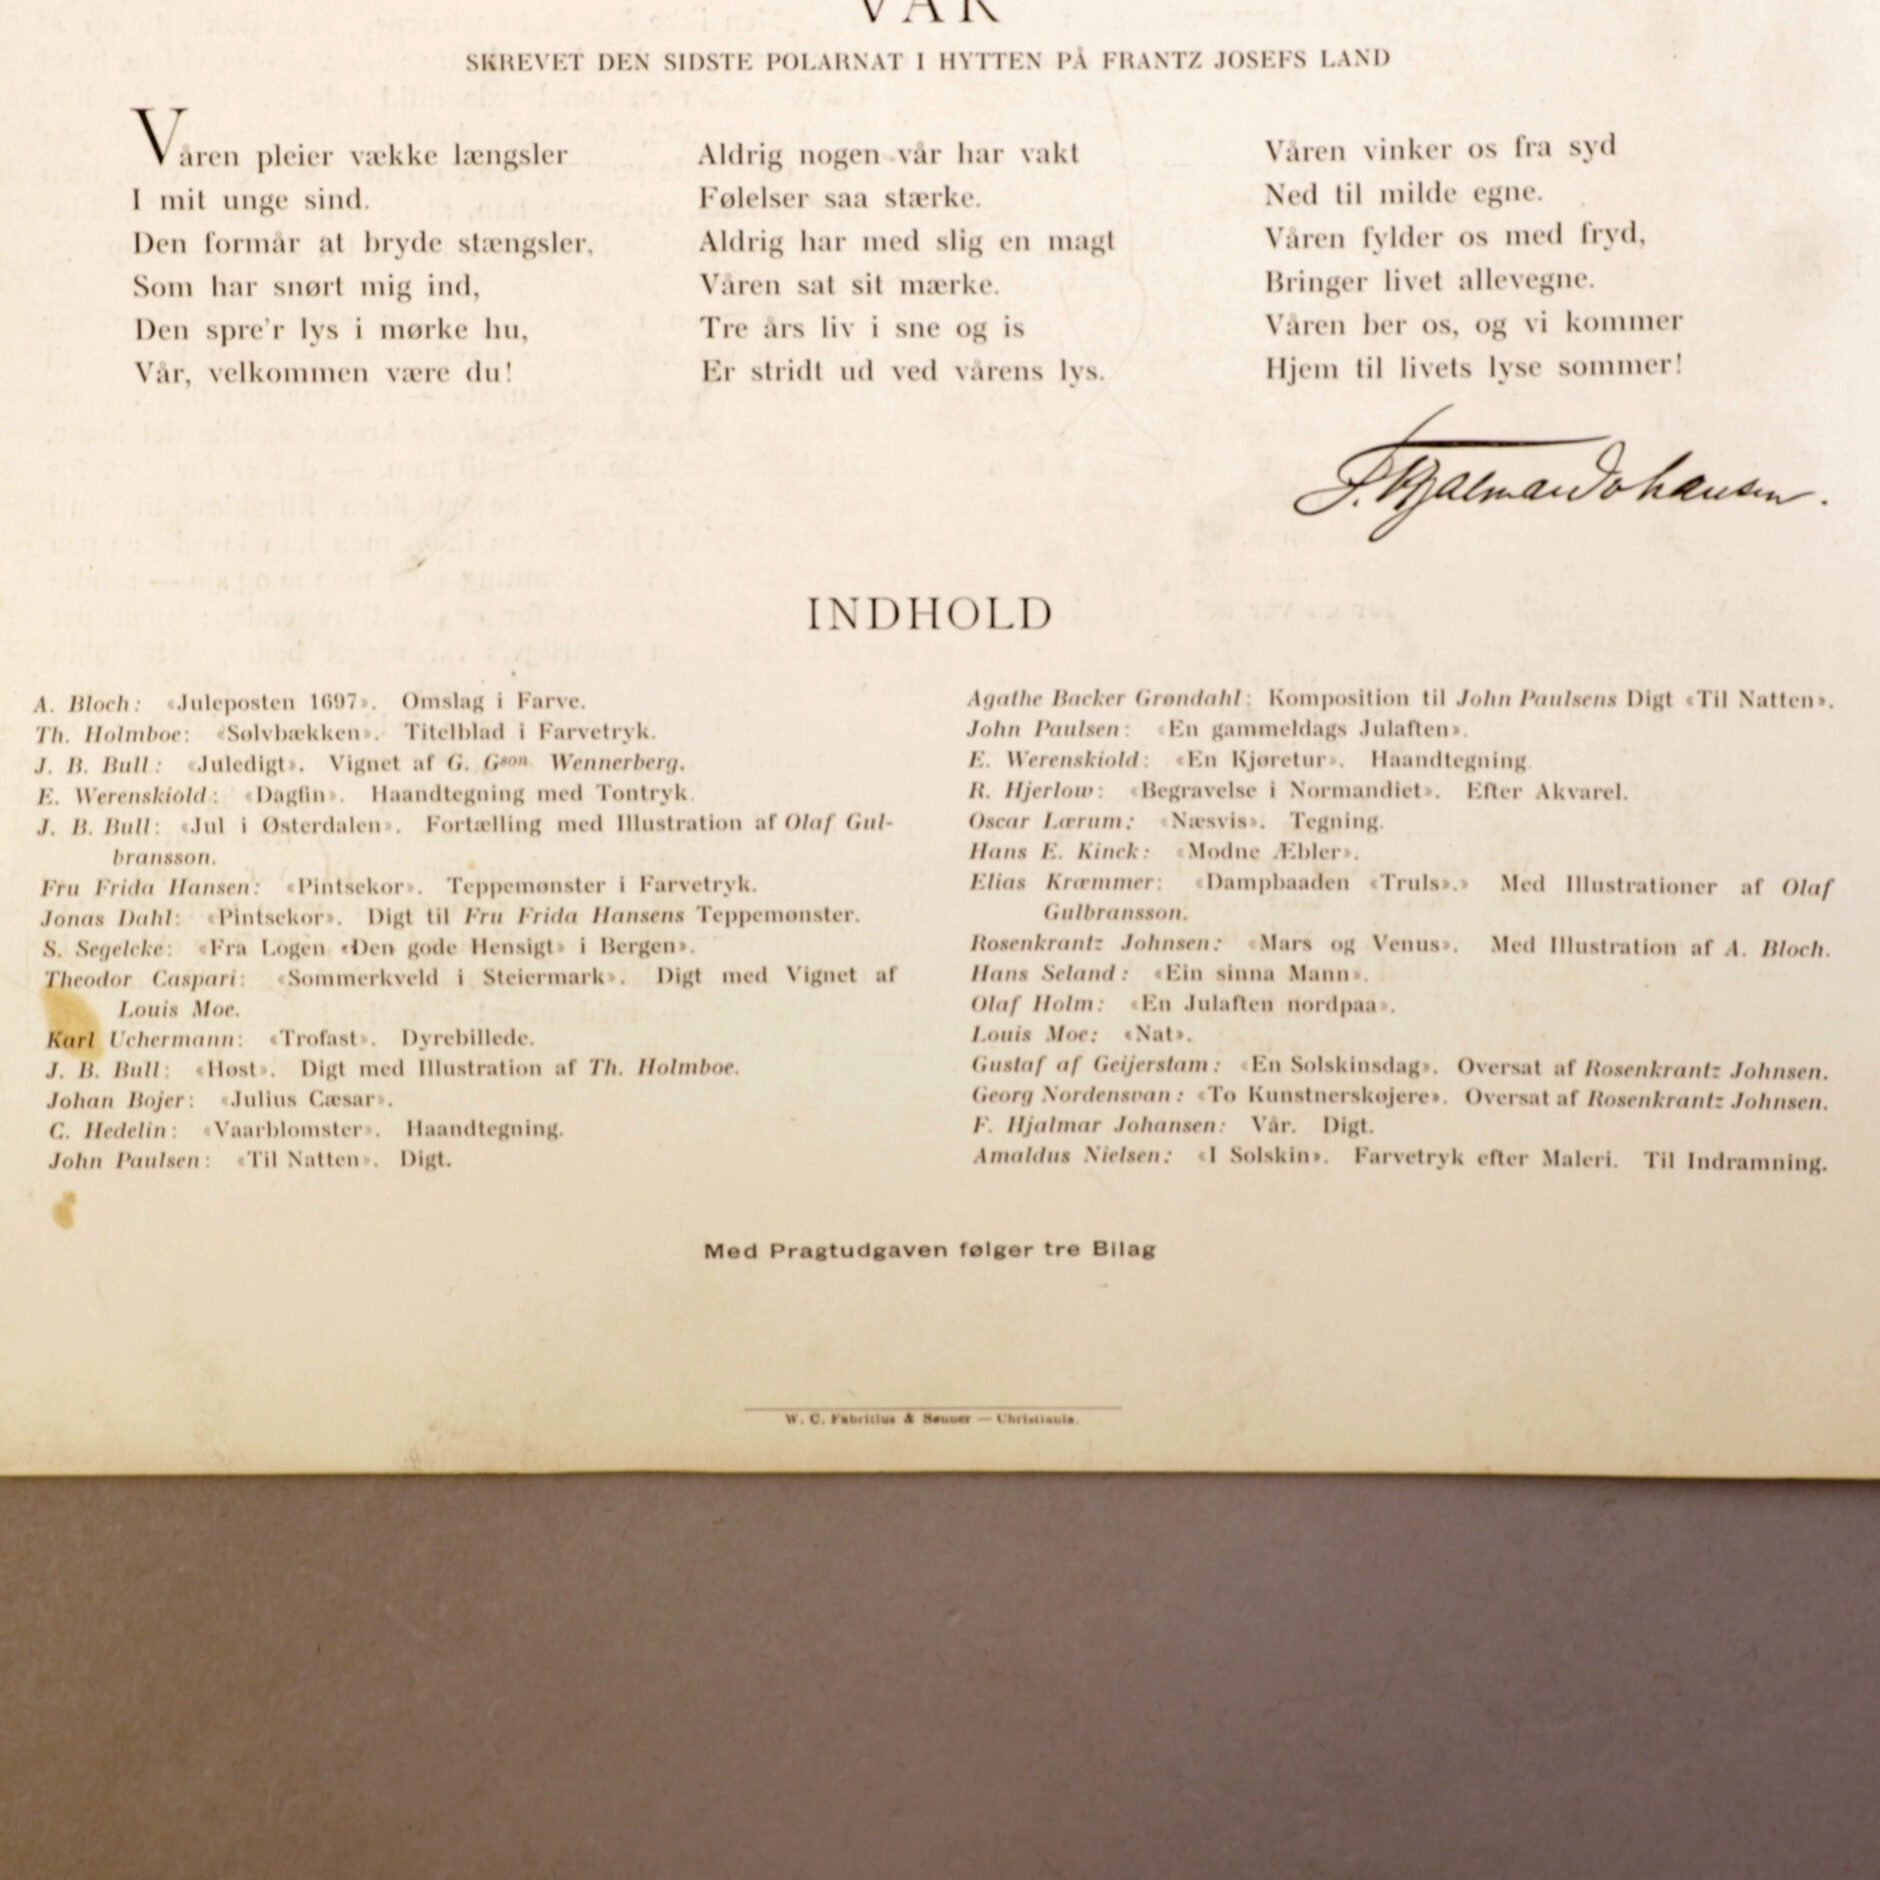 VÅR
SKREVET DEN SIDSTE POLARNAT I HYTTEN PÅ FRANTZ JOSEFS LAND
Våren pleier vække længsler
I mit unge sind.
Den formår at bryde stængsler,
Som har snørt mig ind,
Den spre'r lys i mørke hu,
Vår, velkommen være du!
Aldrig nogen vår har vakt
Følelser saa stærke.
Aldrig har med slig en magt
Våren sat sit mærke.
Tre års liv i sne og is
Er stridt ud ved vårens lys.
Våren vinker os fra syd
Ned til milde egne.
Våren fylder os med fryd,
Bringer livet allevegne.
Våren ber os, og vi kommer
Hjem til livets lyse sommer!
F. Hjalmar Johansen.
INDHOLD
A. Bloch: «Juleposten 1697». Omslag i Farve.
Th. Holmboe: «Sølvbækken». Titelblad i Farvetryk.
J. B. Bull: «Juledigt». Vignet af G. Gson Wennerberg.
E. Werenskiold: «Dagfin». Haandtegning med Tontryk.
J. B. Bull: «Jul i Østerdalen». Fortælling med Illustration af Olaf Gul-
bransson.
Fru Frida Hansen: «Pintsekor». Teppemønster i Farvetryk.
Jonas Dahl: «Pintsekor». Digt til Fru Frida Hansens Teppemønster.
S. Segelcke: «Fra Logen «Den gode Hensigt» i Bergen».
Theodor Caspari: «Sommerkveld i Steiermark». Digt med Vignet af
Louis Moe.
Karl Uchermann: «Trofast». Dyrebillede.
J. B. Bull: «Høst». Digt med Illustration af Th. Holmboe.
Johan Bojer: «Julius Cæsar».
C. Hedelin: «Vaarblomster». Haandtegning.
John Paulsen: «Til Natten». Digt.
Agathe Backer Grøndahl: Komposition til John Paulsens Digt «Til Natten».
John Paulsen: «En gammeldags Julaften».
E. Werenskiold: «En Kjøretur». Haandtegning
R. Hjerlow: «Begravelse i Normandiet». Efter Akvarel.
Oscar Lærum: «Næsvis». Tegning.
Hans E. Kinck: «Modne Æbler».
Elias Kræmmer: «Dampbaaden «Truls».» Med Illustrationer af Olaf
Gulbransson.
Rosenkrantz Johnsen: «Mars og Venus». Med Illustration af A. Bloch.
Hans Seland: «Ein sinna Mann».
Olaf Holm: «En Julaften nordpaa».
Louis Moe: «Nat».
Gustaf af Geijerstam: «En Solskinsdag». Oversat af Rosenkrantz Johnsen.
Georg Nordensvan: «To Kunstnerskøjere». Oversat af Rosenkrantz Johnsen.
F. Hjalmar Johansen: Vår. Digt.
Amaldus Nielsen: «I Solskin». Farvetryk efter Maleri. Til Indramning.
Med Pragtudgaven følger tre Bilag
W. C. Fabritius & Sønner — Christiania.